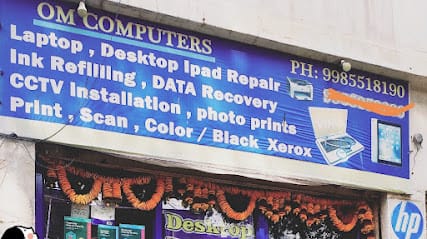 OM COMPUTERS
Laptop , Desktop Ipad Repair
PH: 9985518190
Ink Refillling , DATA Recovery
CCTV Installation , photo prints
Print , Scan , Color / Black Xerox
Desktop
hp